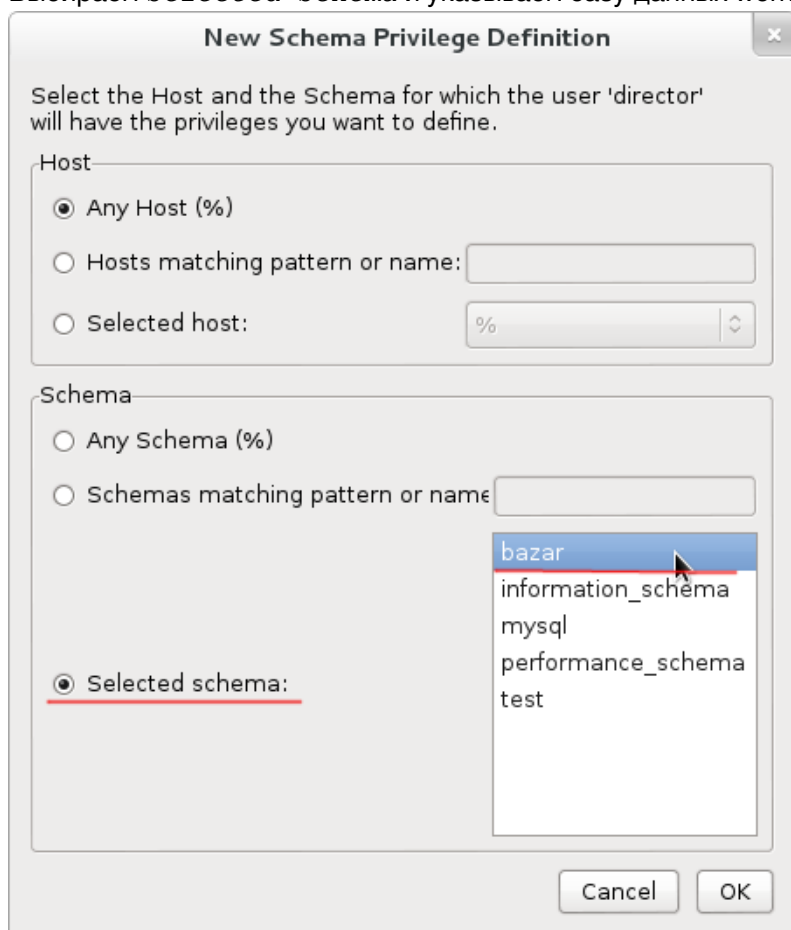 New Schema Privilege Definition
Select the Host and the Schema for which the user 'director'
will have the privileges you want to define.
Host
Any Host (%)
Hosts matching pattern or name:
Selected host:
%
Schema
Any Schema (%)
Schemas matching pattern or name
bazar
information_schema
mysql
performance_schema
test
Selected schema:
Cancel
OK